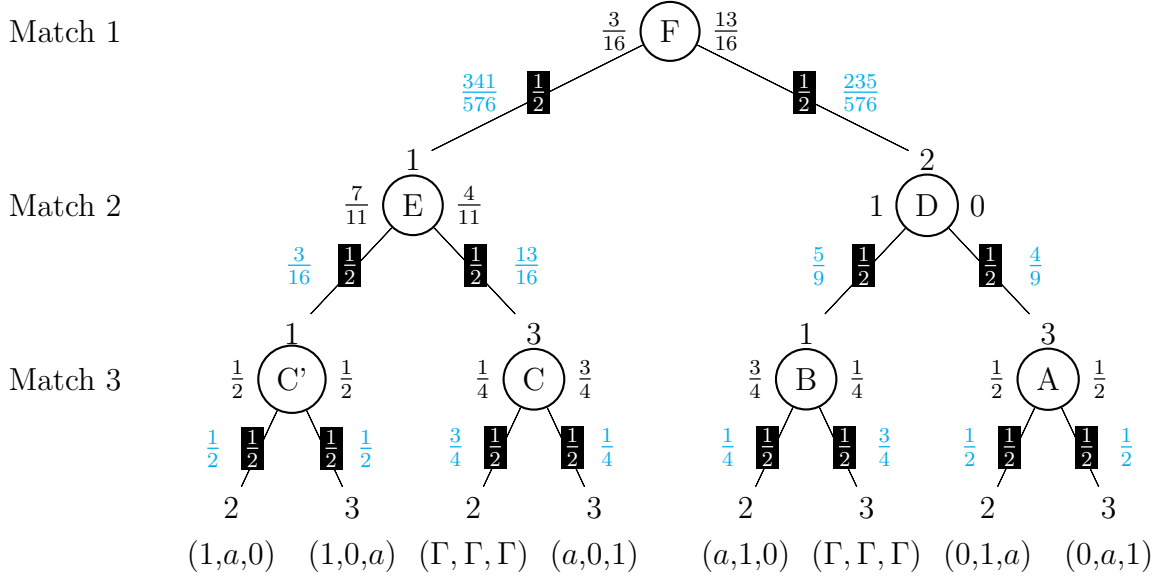 Match 1 3/16 F 13/16
341/576 1/2 1/2 235/576
1 2
Match 2 7/11 E 4/11 1 D 0
3/16 1/2 1/2 13/16 5/9 1/2 1/2 4/9
1 3 1 3
Match 3 1/2 C' 1/2 1/4 C 3/4 3/4 B 1/4 1/2 A 1/2
1/2 1/2 1/2 1/2 3/4 1/2 1/2 1/4 1/4 1/2 1/2 3/4 1/2 1/2 1/2 1/2
2 3 2 3 2 3 2 3
(1,a,0) (1,0,a) (Γ, Γ, Γ) (a,0,1) (a,1,0) (Γ, Γ, Γ) (0,1,a) (0,a,1)